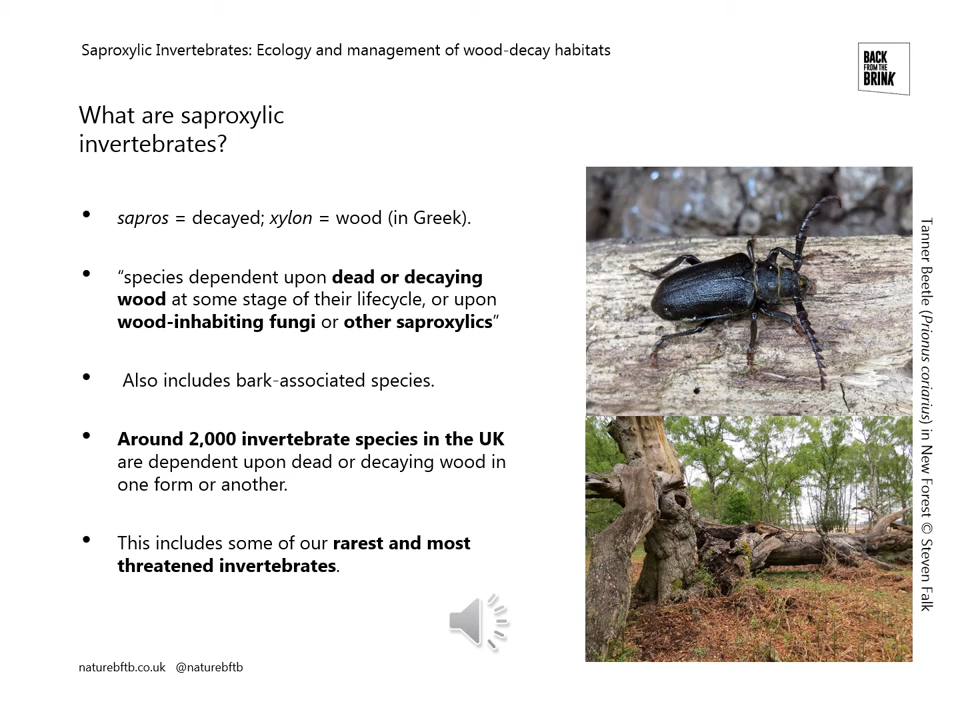 Saproxylic Invertebrates: Ecology and management of wood-decay habitats
BACK
FROM THE
BRINK
What are saproxylic
invertebrates?
• sapros = decayed; xylon = wood (in Greek).
• “species dependent upon dead or decaying
wood at some stage of their lifecycle, or upon
wood-inhabiting fungi or other saproxylics”
• Also includes bark-associated species.
• Around 2,000 invertebrate species in the UK
are dependent upon dead or decaying wood in
one form or another.
• This includes some of our rarest and most
threatened invertebrates.
Tanner Beetle (Prionus coriarius) in New Forest © Steven Falk
naturebftb.co.uk @naturebftb